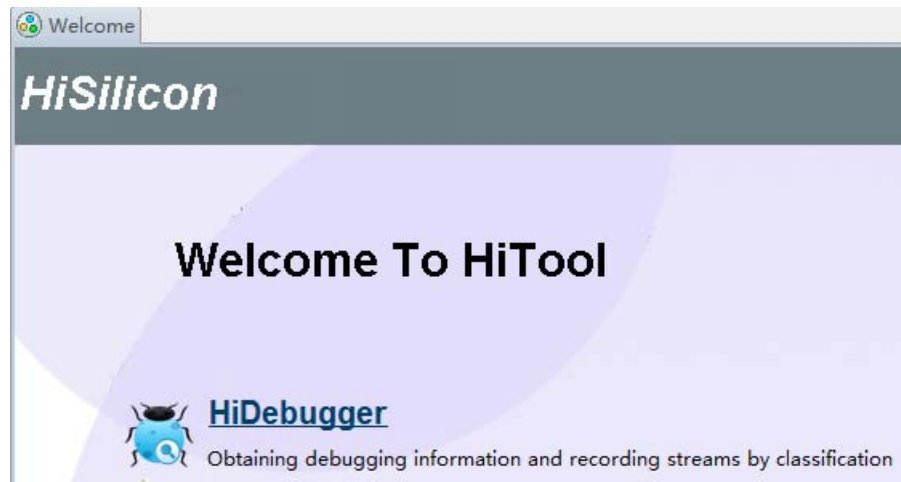 Welcome
HiSilicon
Welcome To HiTool
HiDebugger
Obtaining debugging information and recording streams by classification